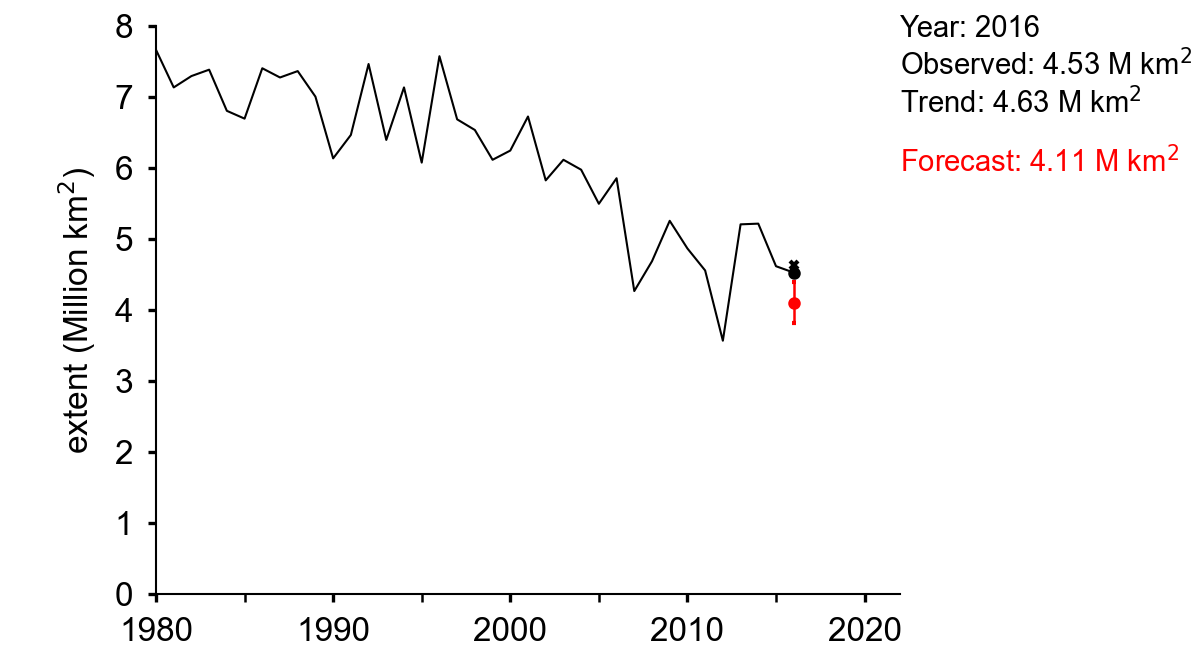 8
7
6
5
4
3
2
1
0
extent (Million km²)
1980
1990
2000
2010
2020
Year: 2016
Observed: 4.53 M km²
Trend: 4.63 M km²
Forecast: 4.11 M km²